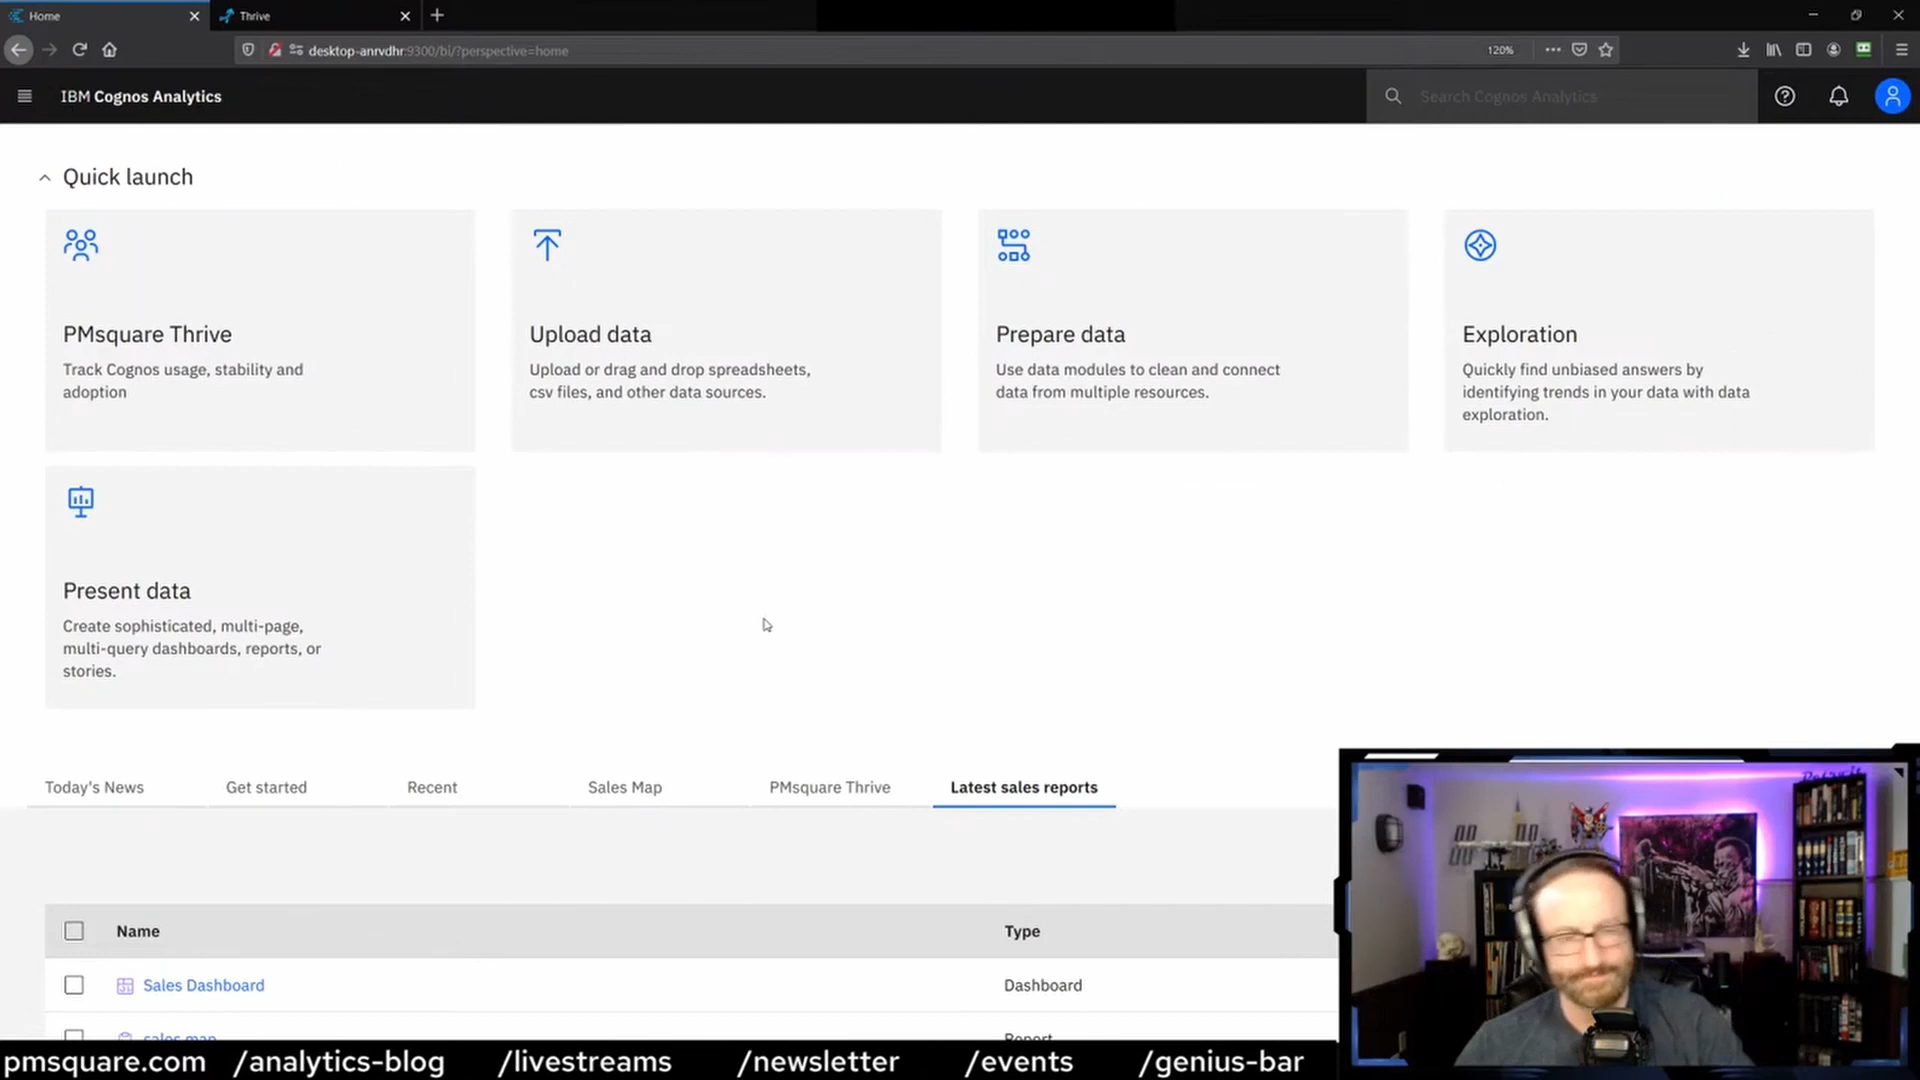 Home
Thrive
desktop-anrvdhr:9300/bi/?perspective=home
120%
IBM Cognos Analytics
Search Cognos Analytics
Quick launch
PMsquare Thrive
Track Cognos usage, stability and
adoption
Upload data
Upload or drag and drop spreadsheets,
csv files, and other data sources.
Prepare data
Use data modules to clean and connect
data from multiple resources.
Exploration
Quickly find unbiased answers by
identifying trends in your data with data
exploration.
Present data
Create sophisticated, multi-page,
multi-query dashboards, reports, or
stories.
Today's News
Get started
Recent
Sales Map
PMsquare Thrive
Latest sales reports
Name
Type
Sales Dashboard
Dashboard
sales map
Report
pmsquare.com /analytics-blog /livestreams /newsletter /events /genius-bar